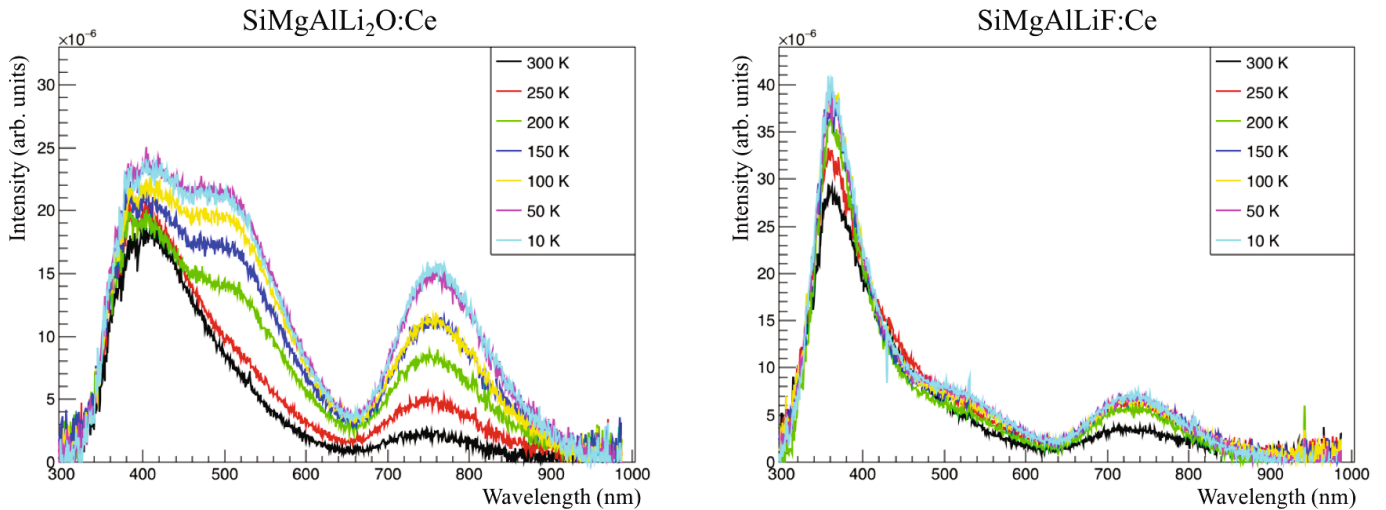 SiMgAlLi₂O:Ce
×10⁻⁶
Intensity (arb. units)
30
25
20
15
10
5
0
300 400 500 600 700 800 900 1000
Wavelength (nm)
300 K
250 K
200 K
150 K
100 K
50 K
10 K
SiMgAlLiF:Ce
×10⁻⁶
Intensity (arb. units)
40
35
30
25
20
15
10
5
0
300 400 500 600 700 800 900 1000
Wavelength (nm)
300 K
250 K
200 K
150 K
100 K
50 K
10 K